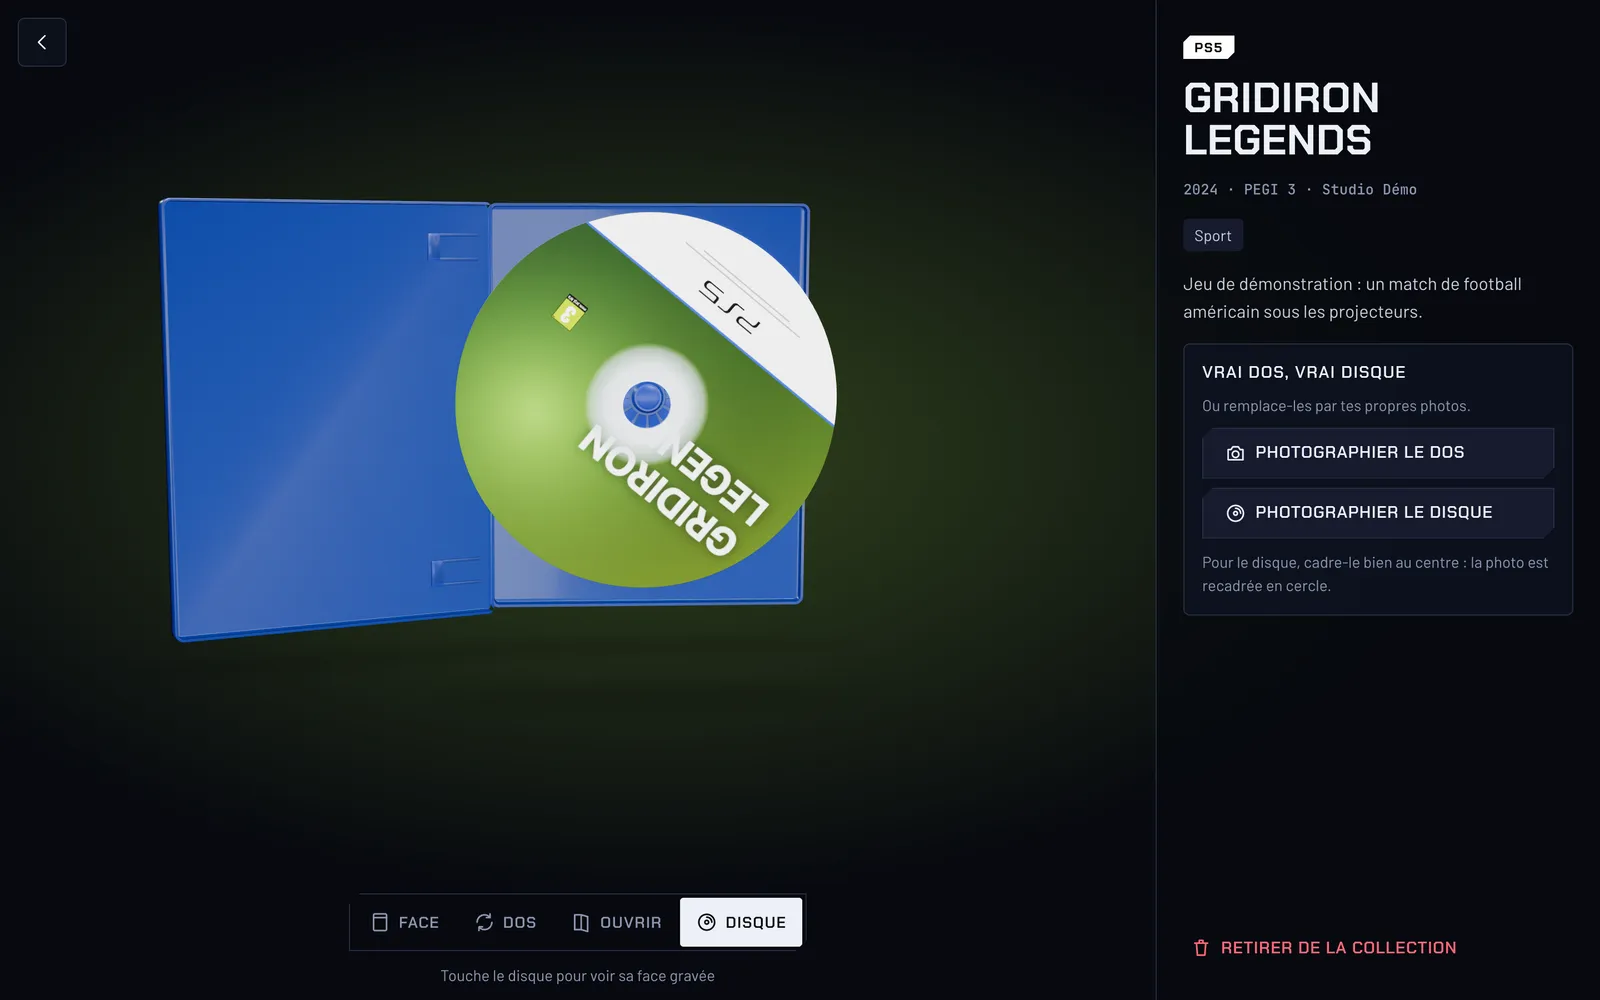 PS5
GRIDIRON
LEGENDS
2024 · PEGI 3 · Studio Démo
Sport
Jeu de démonstration : un match de football
américain sous les projecteurs.
VRAI DOS, VRAI DISQUE
Ou remplace-les par tes propres photos.
PHOTOGRAPHIER LE DOS
PHOTOGRAPHIER LE DISQUE
Pour le disque, cadre-le bien au centre : la photo est
recadrée en cercle.
RETIRER DE LA COLLECTION
PS5
3
GRIDIRON
LEGEN
FACE
DOS
OUVRIR
DISQUE
Touche le disque pour voir sa face gravée